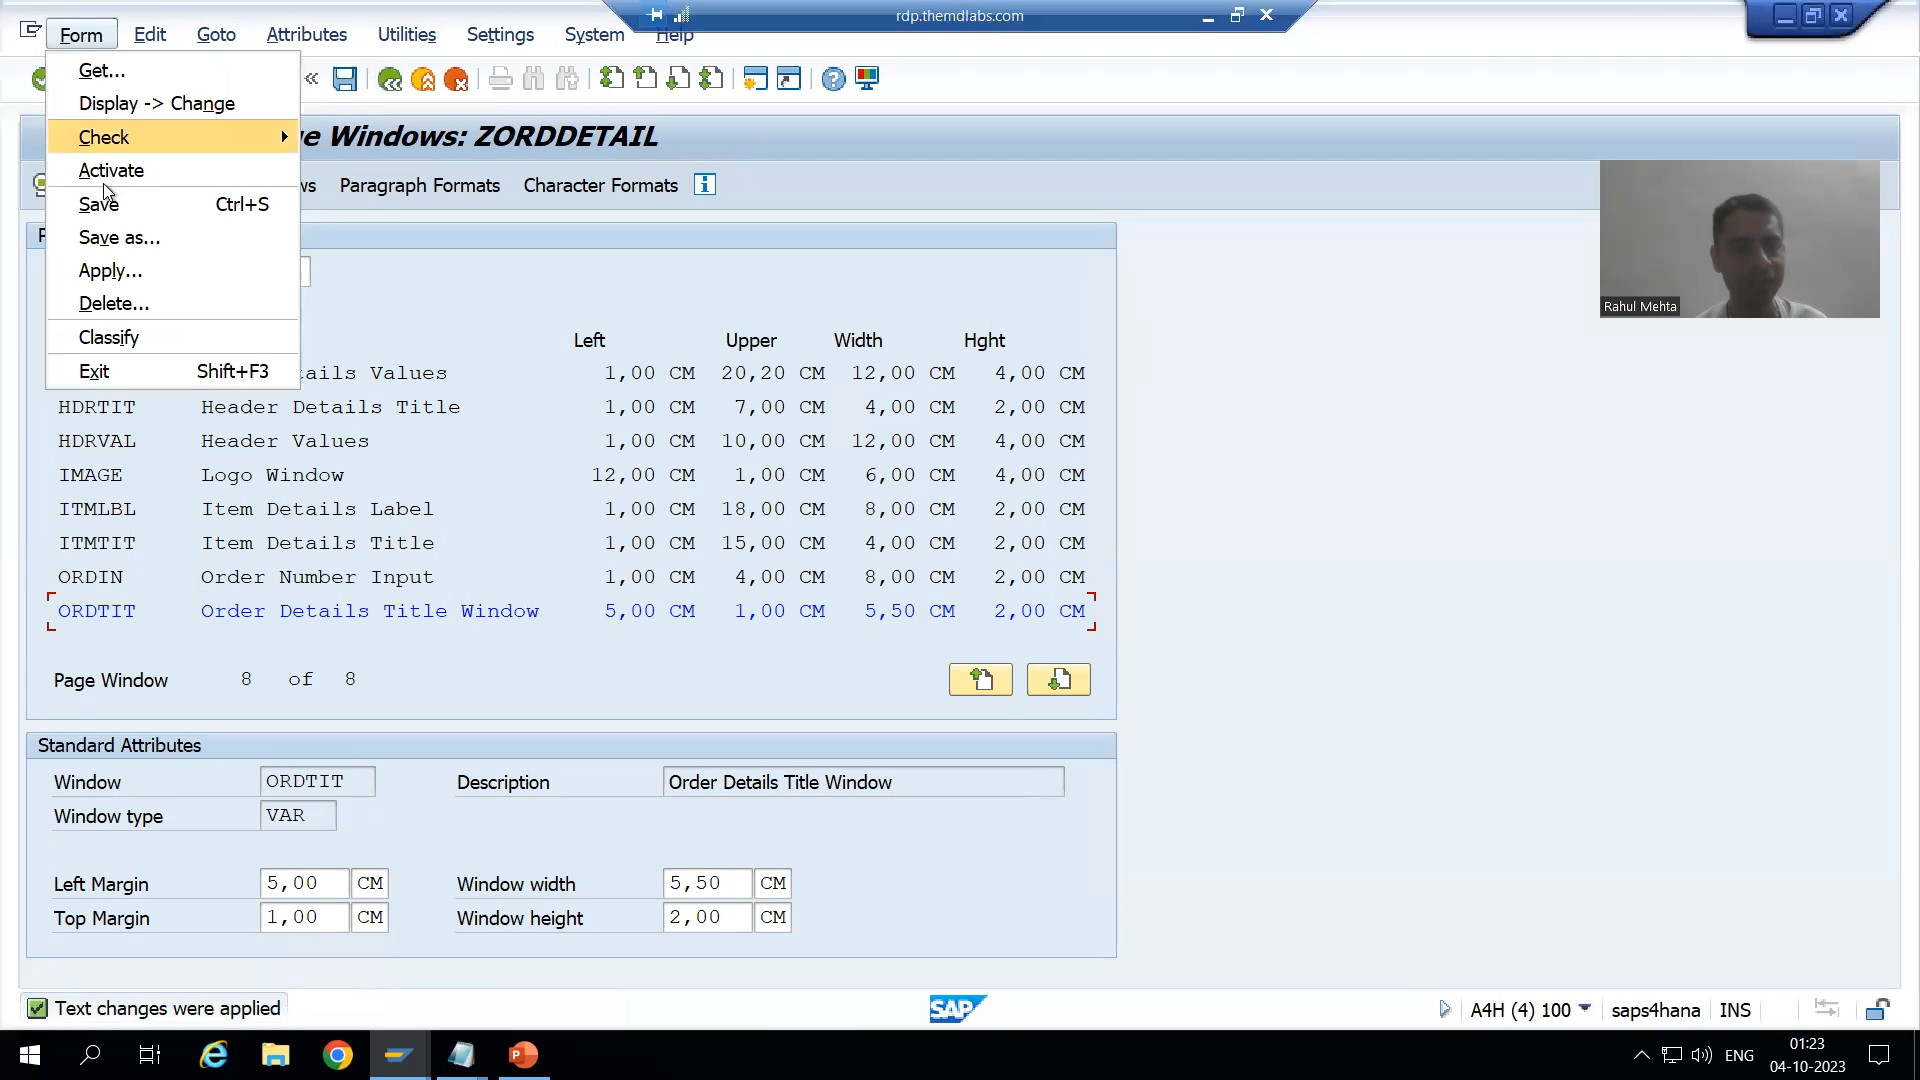 rdp.themdlabs.com
Form Edit Goto Attributes Utilities Settings System Help
Get...
Display -> Change
Check
Activate
Save Ctrl+S
Save as...
Apply...
Delete...
Classify
Exit Shift+F3
e Windows: ZORDDETAIL
ws Paragraph Formats Character Formats
Rahul Mehta
Left Upper Width Hght
ails Values 1,00 CM 20,20 CM 12,00 CM 4,00 CM
HDRTIT Header Details Title 1,00 CM 7,00 CM 4,00 CM 2,00 CM
HDRVAL Header Values 1,00 CM 10,00 CM 12,00 CM 4,00 CM
IMAGE Logo Window 12,00 CM 1,00 CM 6,00 CM 4,00 CM
ITMLBL Item Details Label 1,00 CM 18,00 CM 8,00 CM 2,00 CM
ITMTIT Item Details Title 1,00 CM 15,00 CM 4,00 CM 2,00 CM
ORDIN Order Number Input 1,00 CM 4,00 CM 8,00 CM 2,00 CM
ORDTIT Order Details Title Window 5,00 CM 1,00 CM 5,50 CM 2,00 CM
Page Window 8 of 8
Standard Attributes
Window ORDTIT Description Order Details Title Window
Window type VAR
Left Margin 5,00 CM Window width 5,50 CM
Top Margin 1,00 CM Window height 2,00 CM
Text changes were applied
SAP
A4H (4) 100 saps4hana INS
ENG
01:23
04-10-2023